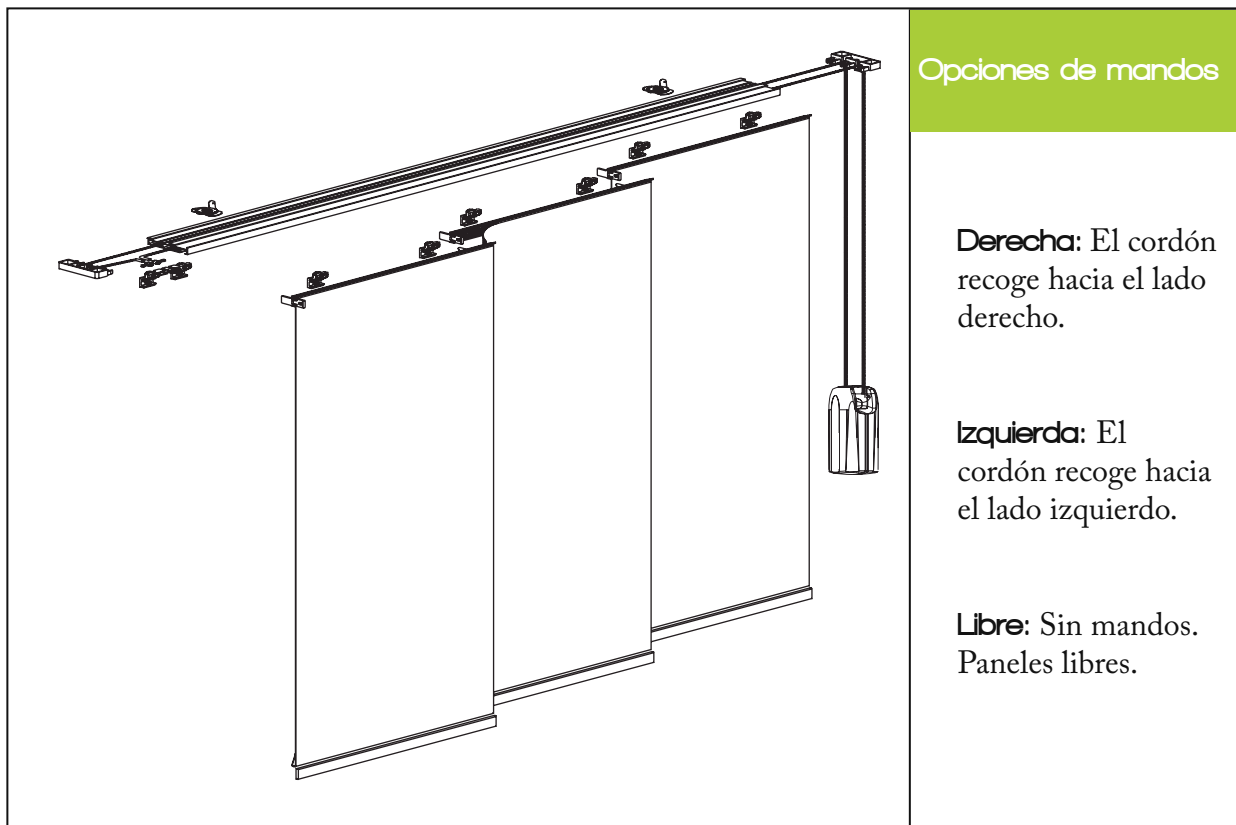 Opciones de mandos
Derecha: El cordón
recoge hacia el lado
derecho.
Izquierda: El
cordón recoge hacia
el lado izquierdo.
Libre: Sin mandos.
Paneles libres.